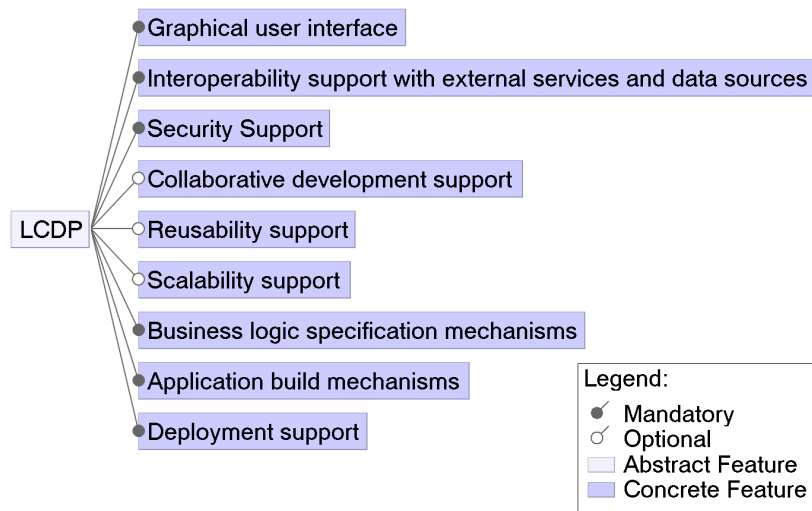 Graphical user interface
Interoperability support with external services and data sources
Security Support
Collaborative development support
LCDP
Reusability support
Scalability support
Business logic specification mechanisms
Application build mechanisms
Deployment support
Legend:
Mandatory
Optional
Abstract Feature
Concrete Feature